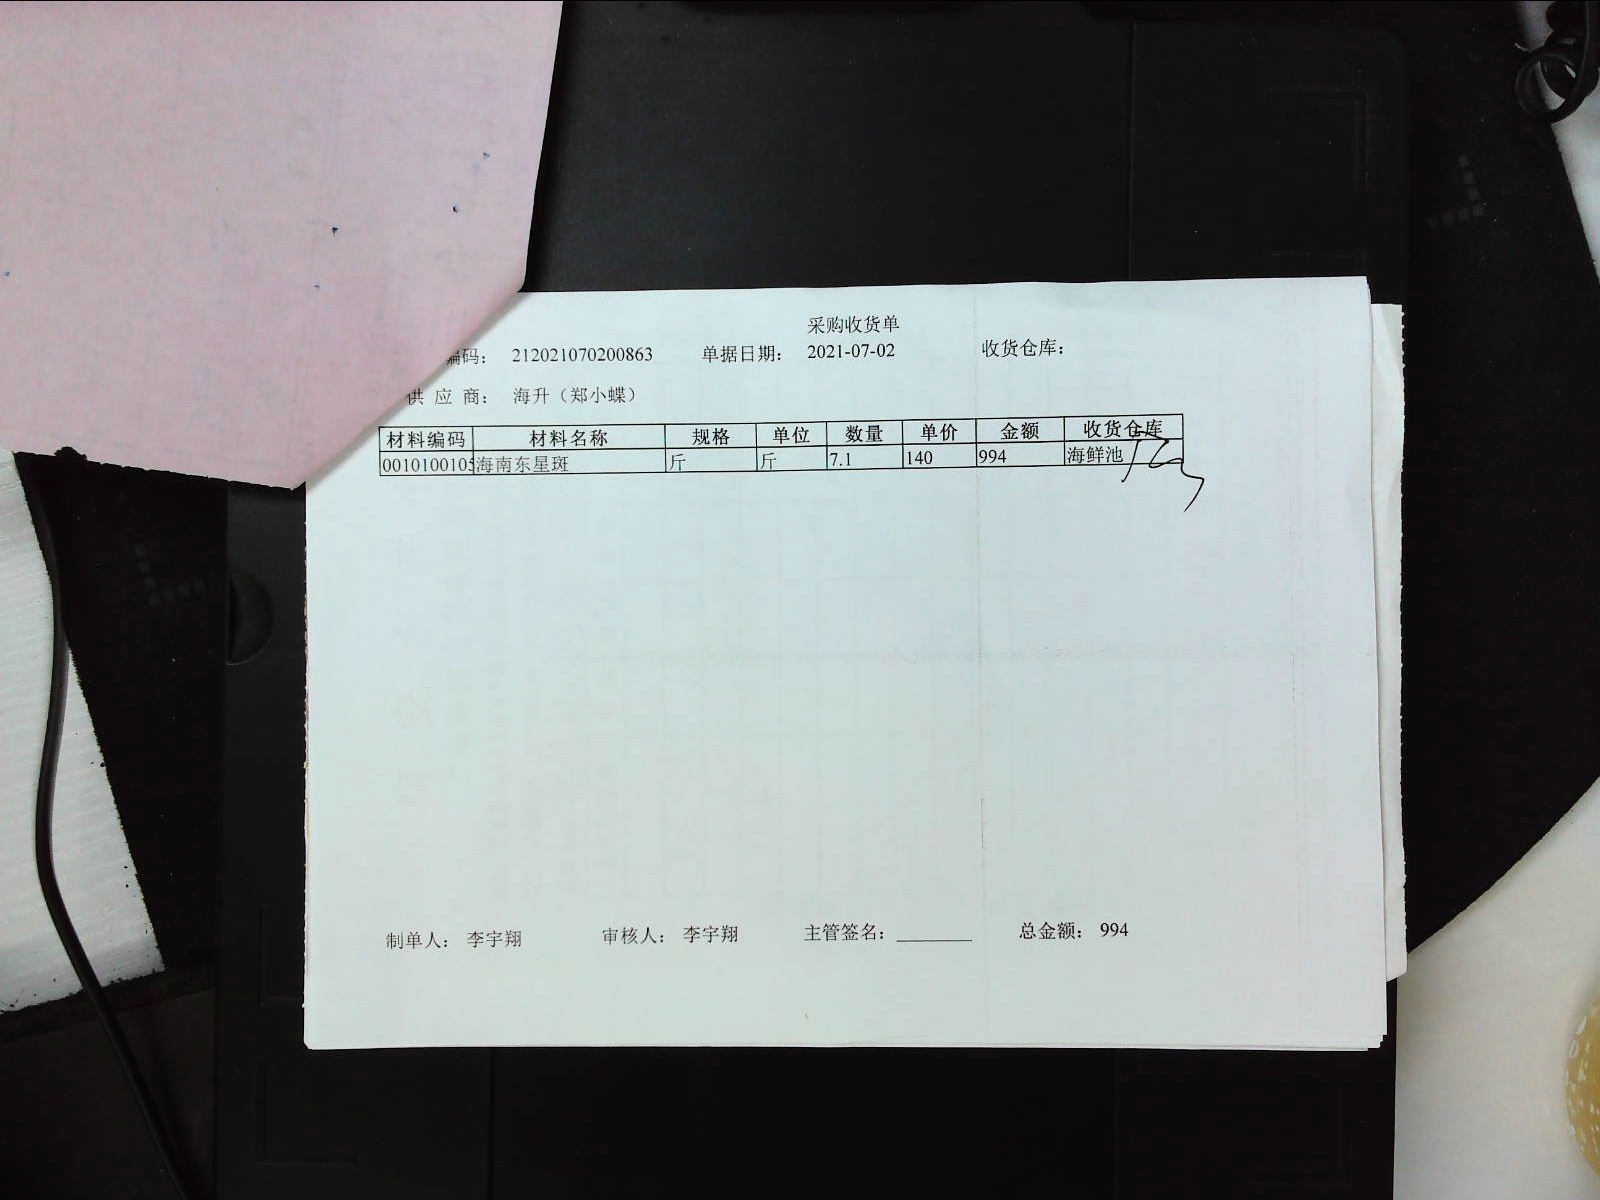 采购收货单
编码： 212021070200863 单据日期： 2021-07-02 收货仓库：
供 应 商： 海升（郑小蝶）
材料编码 材料名称 规格 单位 数量 单价 金额 收货仓库
0010100105 海南东星斑 斤 斤 7.1 140 994 海鲜池
制单人： 李宇翔 审核人： 李宇翔 主管签名： ________ 总金额： 994